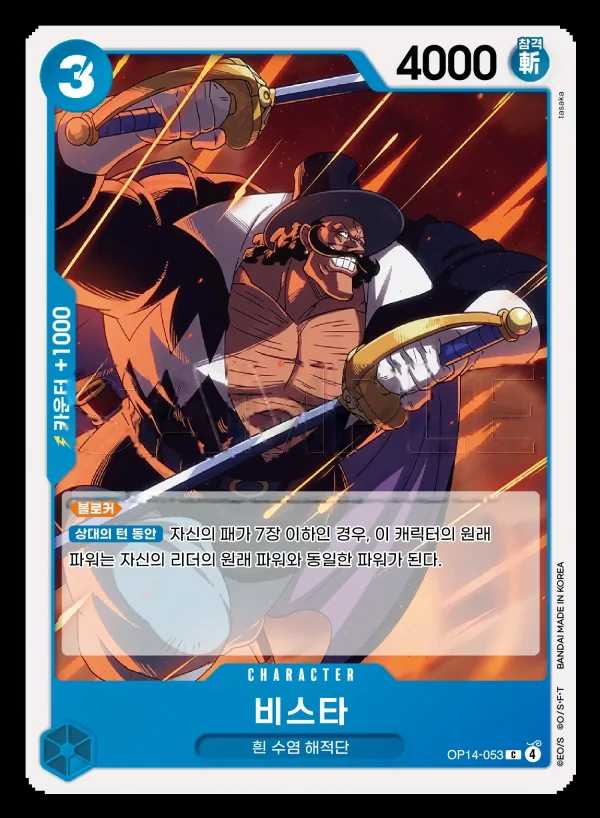 3
4000
참격
斬
tasaka
카운터 +1000
SAMPLE
블로커
상대의 턴 동안 자신의 패가 7장 이하인 경우, 이 캐릭터의 원래
파워는 자신의 리더의 원래 파워와 동일한 파워가 된다.
CHARACTER
비스타
흰 수염 해적단
OP14-053 C 4
©EO/S ©O/S·F·T BANDAI MADE IN KOREA